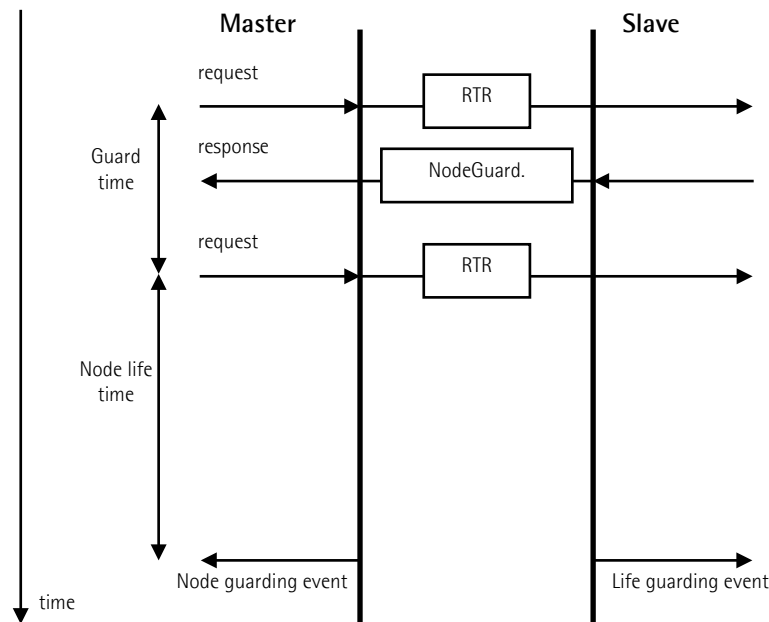 Master
Slave
request
RTR
Guard
time
response
NodeGuard.
request
RTR
Node life
time
Node guarding event
Life guarding event
time